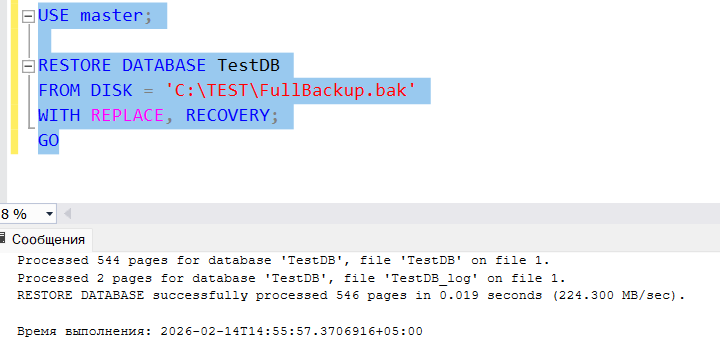 USE master;
RESTORE DATABASE TestDB
FROM DISK = 'C:\TEST\FullBackup.bak'
WITH REPLACE, RECOVERY;
GO
8 %
Сообщения
Processed 544 pages for database 'TestDB', file 'TestDB' on file 1.
Processed 2 pages for database 'TestDB', file 'TestDB_log' on file 1.
RESTORE DATABASE successfully processed 546 pages in 0.019 seconds (224.300 MB/sec).
Время выполнения: 2026-02-14T14:55:57.3706916+05:00